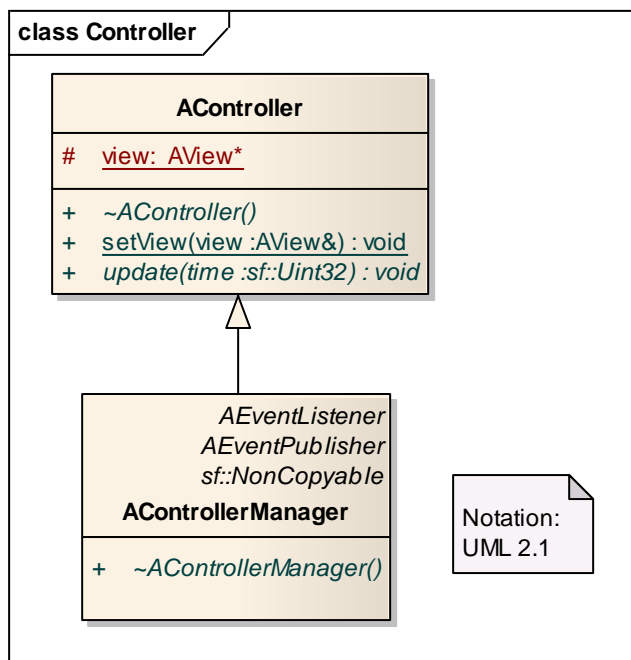 class Controller
AController
# view: AView*
+ ~AController()
+ setView(view :AView&) : void
+ update(time :sf::Uint32) : void
AEventListener
AEventPublisher
sf::NonCopyable
AControllerManager
+ ~AControllerManager()
Notation:
UML 2.1